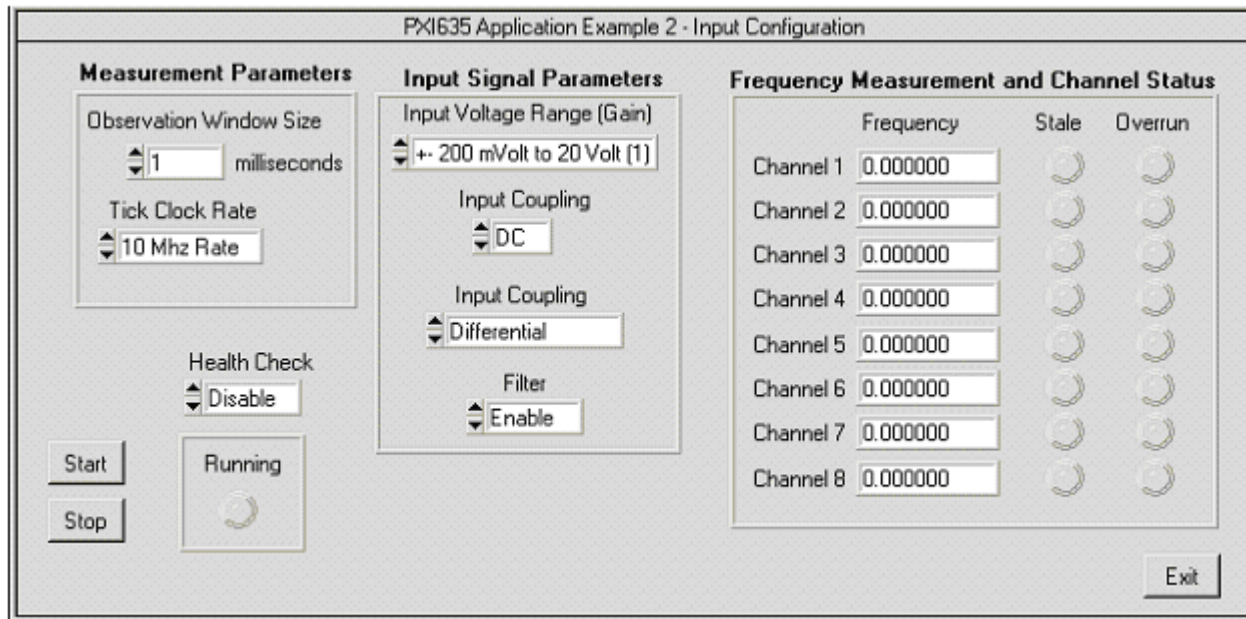 PXI635 Application Example 2 - Input Configuration
Measurement Parameters
Observation Window Size
1 milliseconds
Tick Clock Rate
10 Mhz Rate
Health Check
Disable
Start
Stop
Running
Input Signal Parameters
Input Voltage Range (Gain)
+- 200 mVolt to 20 Volt (1)
Input Coupling
DC
Input Coupling
Differential
Filter
Enable
Frequency Measurement and Channel Status
Frequency Stale Overrun
Channel 1 0.000000
Channel 2 0.000000
Channel 3 0.000000
Channel 4 0.000000
Channel 5 0.000000
Channel 6 0.000000
Channel 7 0.000000
Channel 8 0.000000
Exit